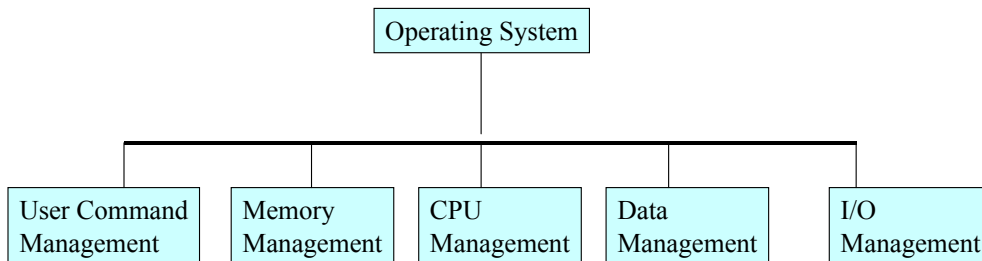 Operating System
User Command
Management
Memory
Management
CPU
Management
Data
Management
I/O
Management